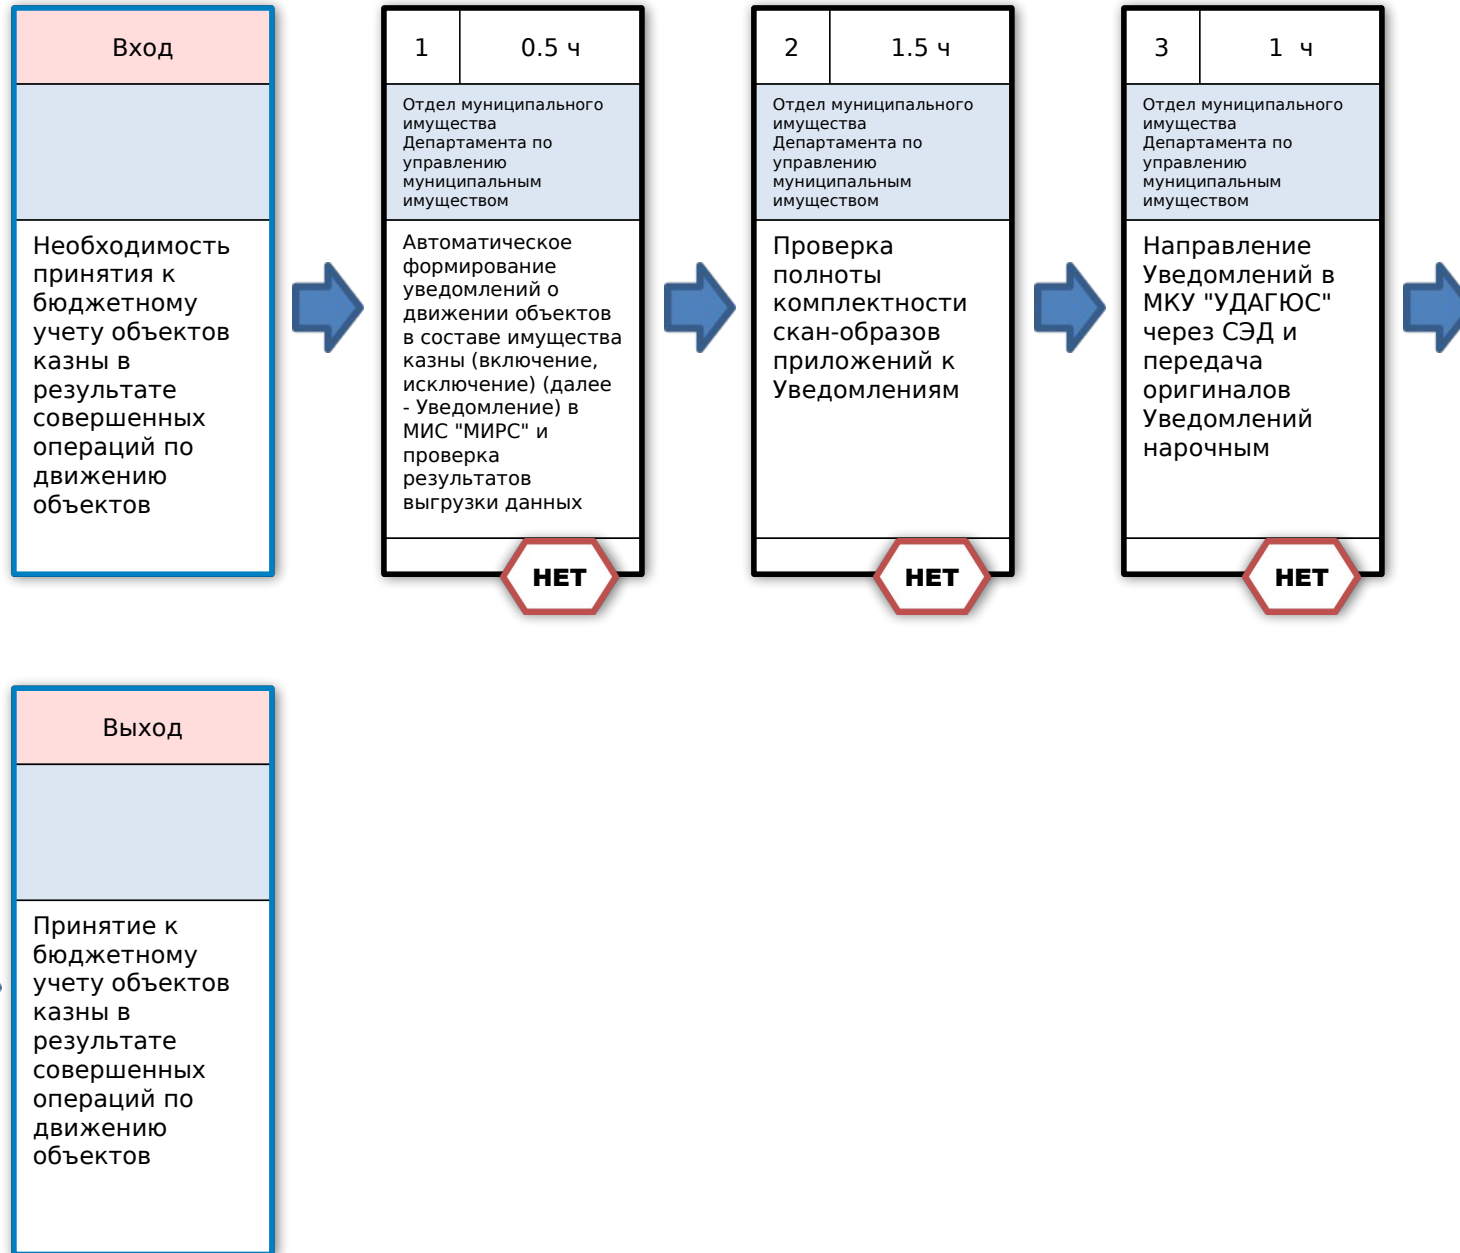 Вход
Необходимость
принятия к
бюджетному
учету объектов
казны в
результате
совершенных
операций по
движению
объектов
1
0.5 ч
Отдел муниципального
имущества
Департамента по
управлению
муниципальным
имуществом
Автоматическое
формирование
уведомлений о
движении объектов
в составе имущества
казны (включение,
исключение) (далее
- Уведомление) в
МИС "МИРС" и
проверка
результатов
выгрузки данных
НЕТ
2
1.5 ч
Отдел муниципального
имущества
Департамента по
управлению
муниципальным
имуществом
Проверка
полноты
комплектности
скан-образов
приложений к
Уведомлениям
НЕТ
3
1 ч
Отдел муниципального
имущества
Департамента по
управлению
муниципальным
имуществом
Направление
Уведомлений в
МКУ "УДАГЮС"
через СЭД и
передача
оригиналов
Уведомлений
нарочным
НЕТ
Выход
Принятие к
бюджетному
учету объектов
казны в
результате
совершенных
операций по
движению
объектов